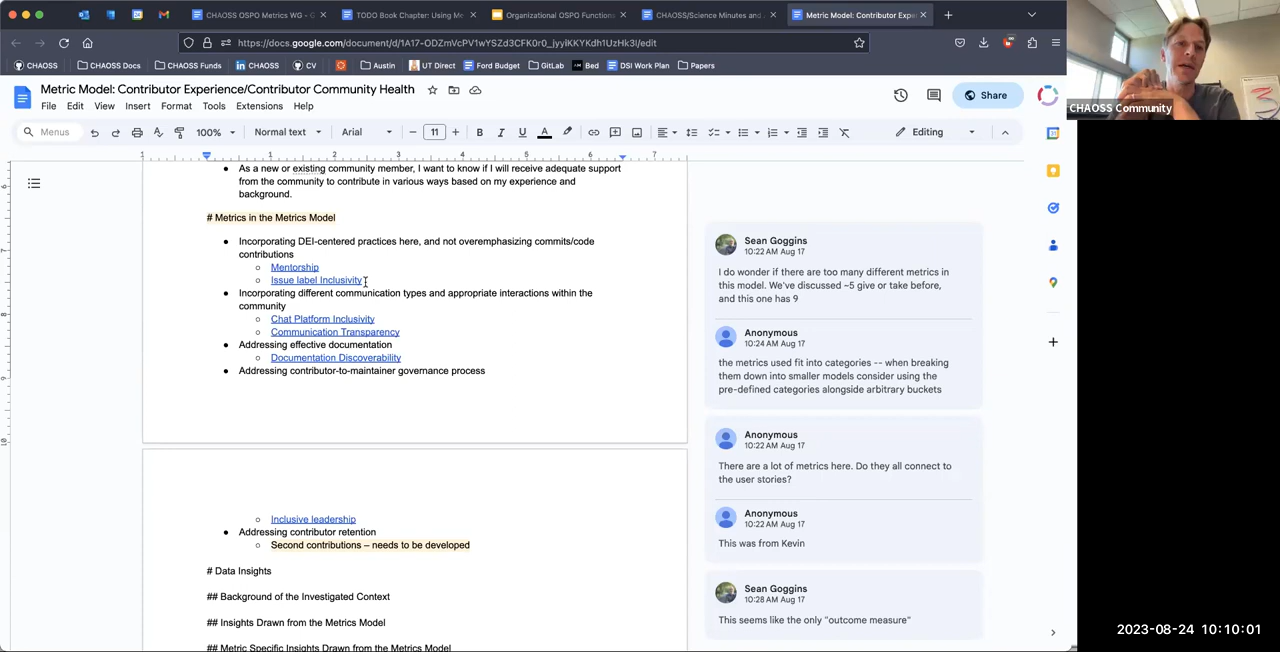 CHAOSS OSPO Metrics WG - G
TODO Book Chapter: Using Me
Organizational OSPO Functions
CHAOSS/Science Minutes and
Metric Model: Contributor Expe
https://docs.google.com/document/d/1A17-ODZmVcPV1wYSZd3CFK0r0_jyyiKKYKdh1UzHk3I/edit
CHAOSS
CHAOSS Docs
CHAOSS Funds
CHAOSS
CV
Austin
UT Direct
Ford Budget
GitLab
Bed
DSI Work Plan
Papers
CHAOSS Community
Metric Model: Contributor Experience/Contributor Community Health
File Edit View Insert Format Tools Extensions Help
Share
Menus
100%
Normal text
Arial
11
B I U A
Editing
1 1 2 3 4 5 6 7
As a new or existing community member, I want to know if I will receive adequate support
from the community to contribute in various ways based on my experience and
background.
# Metrics in the Metrics Model
Incorporating DEI-centered practices here, and not overemphasizing commits/code
contributions
Mentorship
Issue label Inclusivity
Incorporating different communication types and appropriate interactions within the
community
Chat Platform Inclusivity
Communication Transparency
Addressing effective documentation
Documentation Discoverability
Addressing contributor-to-maintainer governance process
Inclusive leadership
Addressing contributor retention
Second contributions – needs to be developed
# Data Insights
## Background of the Investigated Context
## Insights Drawn from the Metrics Model
## Metric Specific Insights Drawn from the Metrics Model
Sean Goggins
10:22 AM Aug 17
I do wonder if there are too many different metrics in
this model. We've discussed ~5 give or take before,
and this one has 9
Anonymous
10:24 AM Aug 17
the metrics used fit into categories -- when breaking
them down into smaller models consider using the
pre-defined categories alongside arbitrary buckets
Anonymous
10:22 AM Aug 17
There are a lot of metrics here. Do they all connect to
the user stories?
Anonymous
10:22 AM Aug 17
This was from Kevin
Sean Goggins
10:28 AM Aug 17
This seems like the only "outcome measure"
2023-08-24 10:10:01